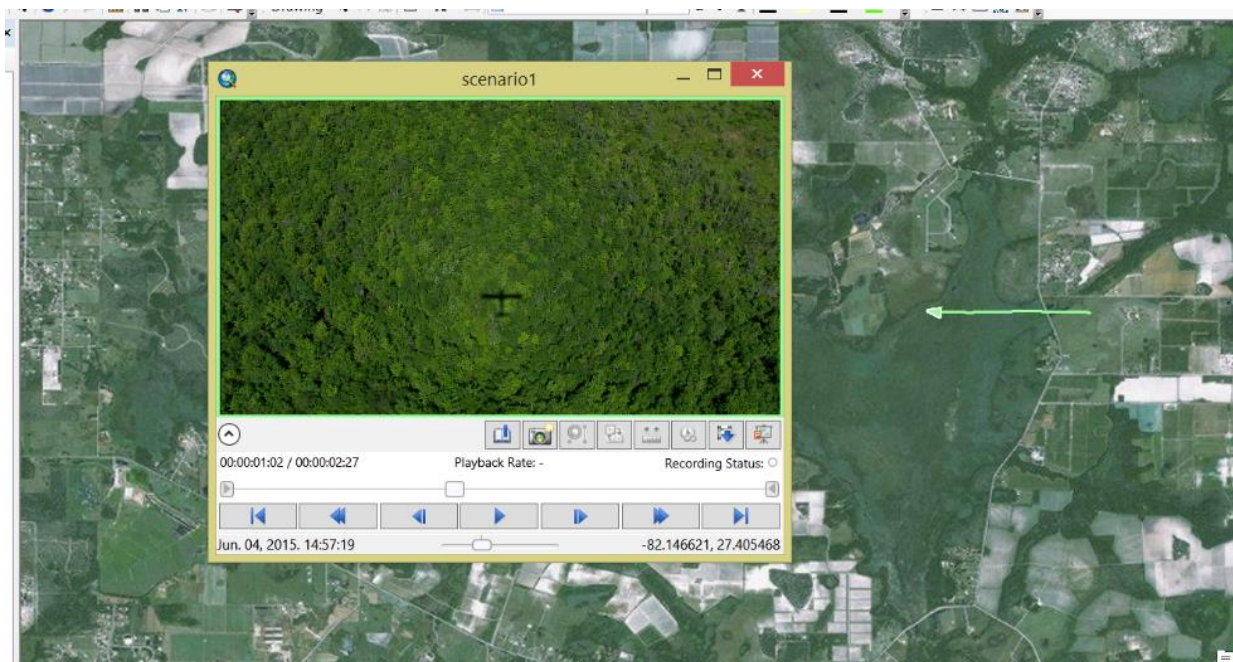 Drawing
scenario1
00:00:01:02 / 00:00:02:27 Playback Rate: - Recording Status:
Jun. 04, 2015. 14:57:19 -82.146621, 27.405468